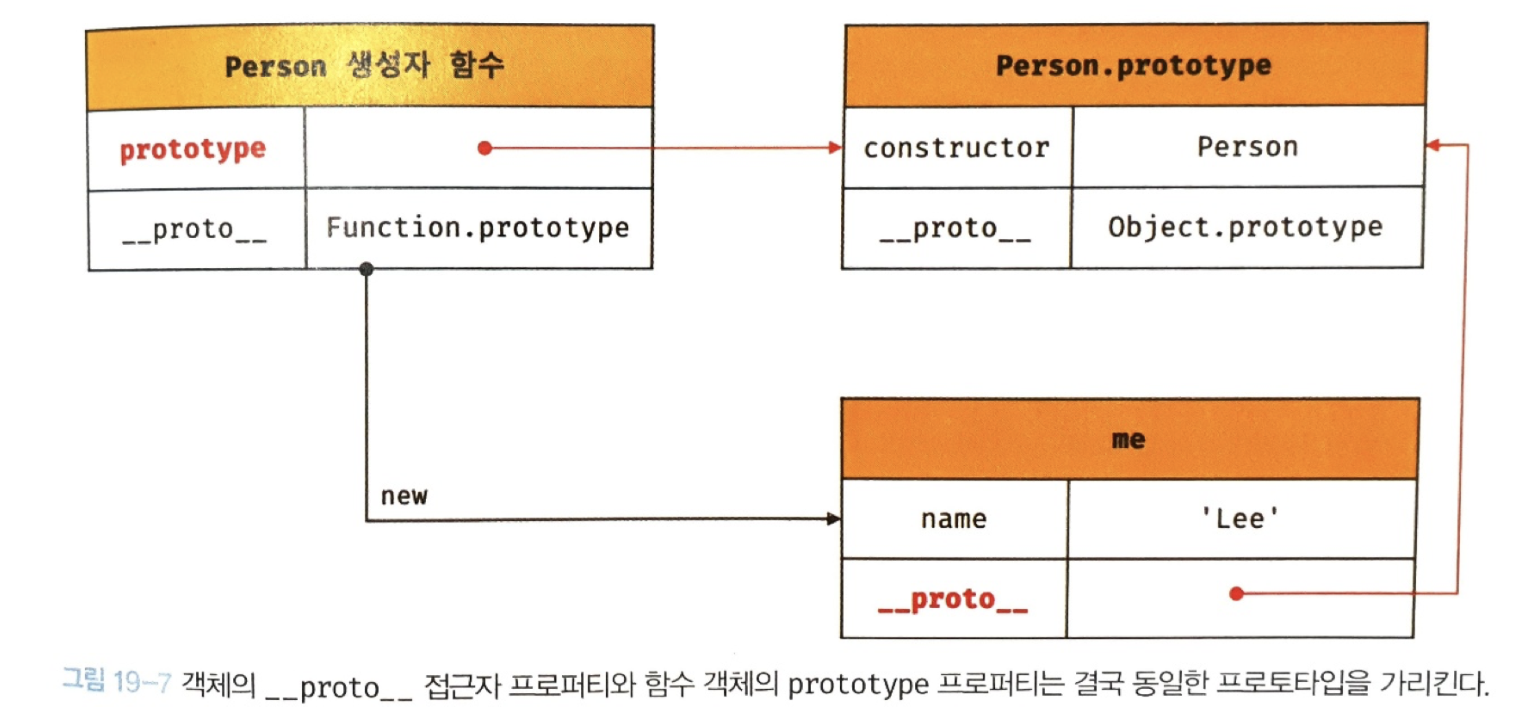 Person 생성자 함수
prototype
__proto__ Function.prototype
Person.prototype
constructor Person
__proto__ Object.prototype
new
me
name 'Lee'
__proto__
그림 19-7 객체의 __proto__ 접근자 프로퍼티와 함수 객체의 prototype 프로퍼티는 결국 동일한 프로토타입을 가리킨다.